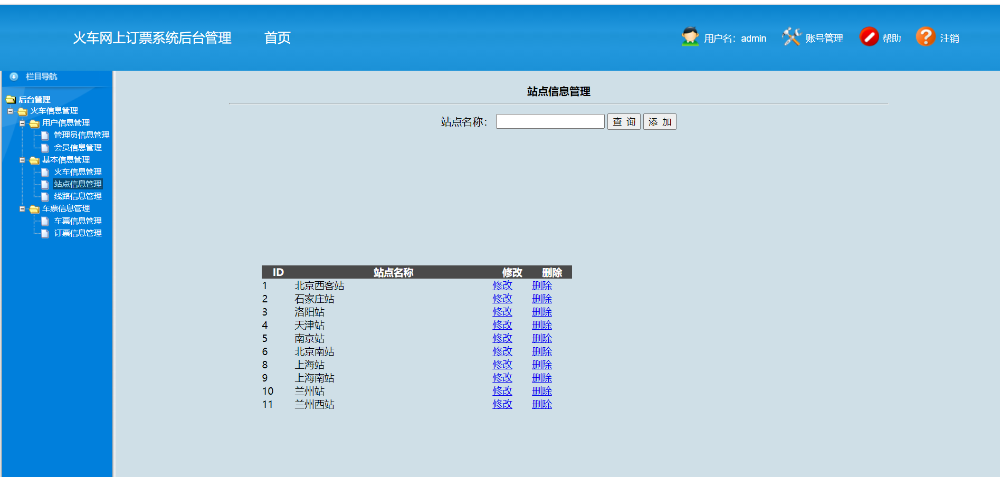 火车网上订票系统后台管理 首页 用户名：admin 账号管理 帮助 注销
栏目导航
后台管理
火车信息管理
用户信息管理
管理员信息管理
会员信息管理
基本信息管理
火车信息管理
站点信息管理
线路信息管理
车票信息管理
车票信息管理
订票信息管理
站点信息管理
站点名称： 查 询 添 加
ID 站点名称 修改 删除
1 北京西客站 修改 删除
2 石家庄站 修改 删除
3 洛阳站 修改 删除
4 天津站 修改 删除
5 南京站 修改 删除
6 北京南站 修改 删除
8 上海站 修改 删除
9 上海南站 修改 删除
10 兰州站 修改 删除
11 兰州西站 修改 删除